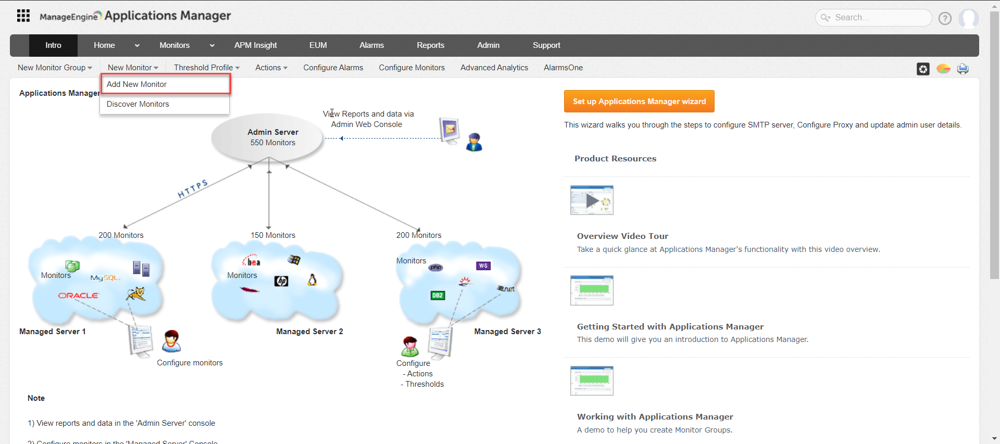 ManageEngine Applications Manager
Search...
?
Intro Home Monitors APM Insight EUM Alarms Reports Admin Support
New Monitor Group New Monitor Threshold Profile Actions Configure Alarms Configure Monitors Advanced Analytics AlarmsOne
Add New Monitor
Discover Monitors
Applications Manager
View Reports and data via
Admin Web Console
Admin Server
550 Monitors
HTTPS
200 Monitors
150 Monitors
200 Monitors
Monitors
MySQL
ORACLE
Monitors
bea
hp
Monitors
php
WS
DB2
.net
Managed Server 1
Managed Server 2
Managed Server 3
Configure monitors
Configure
- Actions
- Thresholds
Note
1) View reports and data in the 'Admin Server' console
2) Configure monitors in the 'Managed Server' Console
Set up Applications Manager wizard
This wizard walks you through the steps to configure SMTP server, Configure Proxy and update admin user details.
Product Resources
Overview Video Tour
Take a quick glance at Applications Manager's functionality with this video overview.
Getting Started with Applications Manager
This demo will give you an introduction to Applications Manager.
Working with Applications Manager
A demo to help you create Monitor Groups.